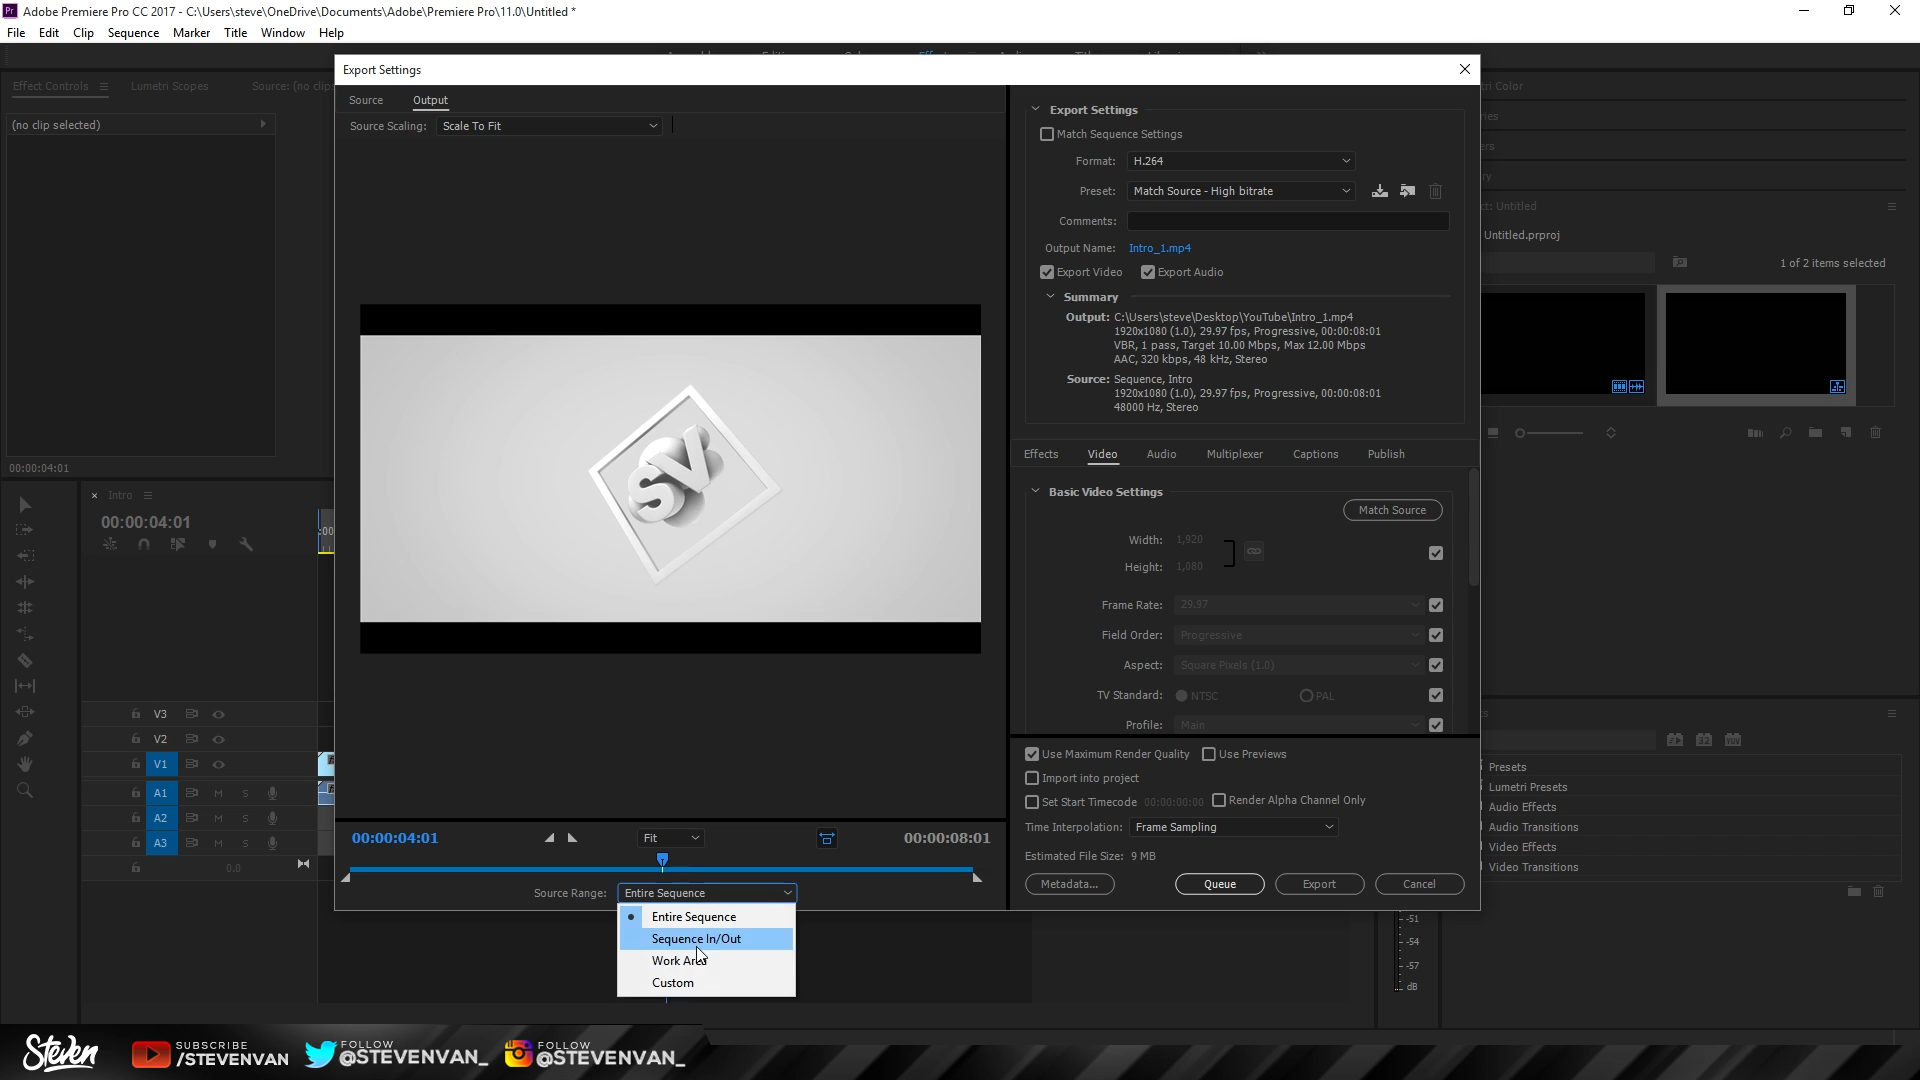 Adobe Premiere Pro CC 2017 - C:\Users\steve\OneDrive\Documents\Adobe\Premiere Pro\11.0\Untitled *
File Edit Clip Sequence Marker Title Window Help
Effect Controls Lumetri Scopes Source: (no clip
(no clip selected)
00:00:04:01
Intro
00:00:04:01
V3
V2
V1
A1 M S
A2 M S
A3 M S
0.0
Export Settings
Source Output
Source Scaling: Scale To Fit
SV
00:00:04:01 Fit 00:00:08:01
Source Range: Entire Sequence
Entire Sequence
Sequence In/Out
Work Area
Custom
Export Settings
Match Sequence Settings
Format: H.264
Preset: Match Source - High bitrate
Comments:
Output Name: Intro_1.mp4
Export Video Export Audio
Summary
Output: C:\Users\steve\Desktop\YouTube\Intro_1.mp4
1920x1080 (1.0), 29.97 fps, Progressive, 00:00:08:01
VBR, 1 pass, Target 10.00 Mbps, Max 12.00 Mbps
AAC, 320 kbps, 48 kHz, Stereo
Source: Sequence, Intro
1920x1080 (1.0), 29.97 fps, Progressive, 00:00:08:01
48000 Hz, Stereo
Effects Video Audio Multiplexer Captions Publish
Basic Video Settings
Match Source
Width: 1,920
Height: 1,080
Frame Rate: 29.97
Field Order: Progressive
Aspect: Square Pixels (1.0)
TV Standard: NTSC PAL
Profile: Main
Use Maximum Render Quality Use Previews
Import into project
Set Start Timecode 00:00:00:00 Render Alpha Channel Only
Time Interpolation: Frame Sampling
Estimated File Size: 9 MB
Metadata... Queue Export Cancel
ri Color
ies
ers
ry
ct: Untitled
Untitled.prproj
1 of 2 items selected
Presets
Lumetri Presets
Audio Effects
Audio Transitions
Video Effects
Video Transitions
-51
-54
-57
dB
Steven
SUBSCRIBE
/STEVENVAN
FOLLOW
@STEVENVAN_
FOLLOW
@STEVENVAN_